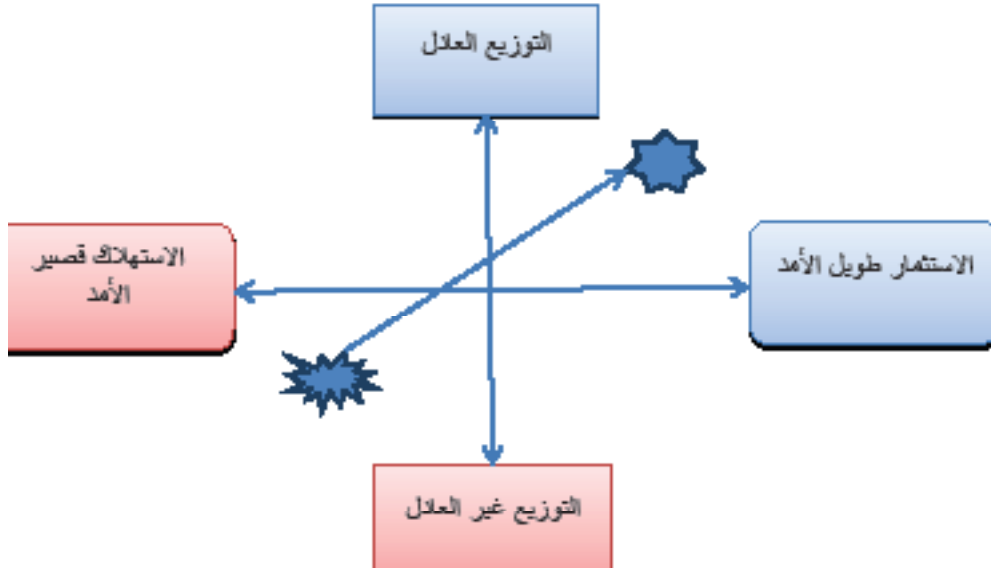 التوزيع العادل
الاستهلاك قصير
الأمد
الاستثمار طويل الأمد
التوزيع غير العادل